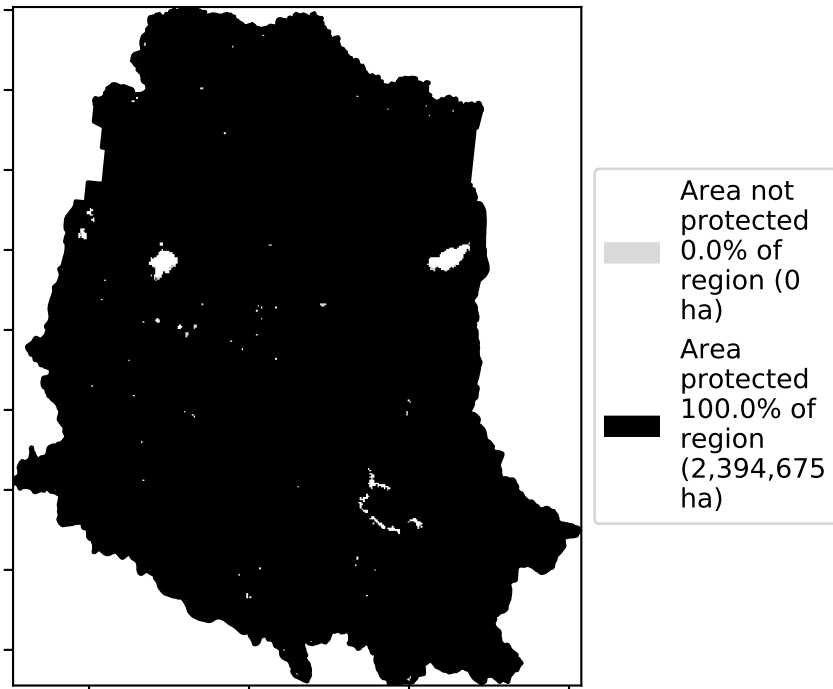 Area not
protected
0.0% of
region (0
ha)
Area
protected
100.0% of
region
(2,394,675
ha)